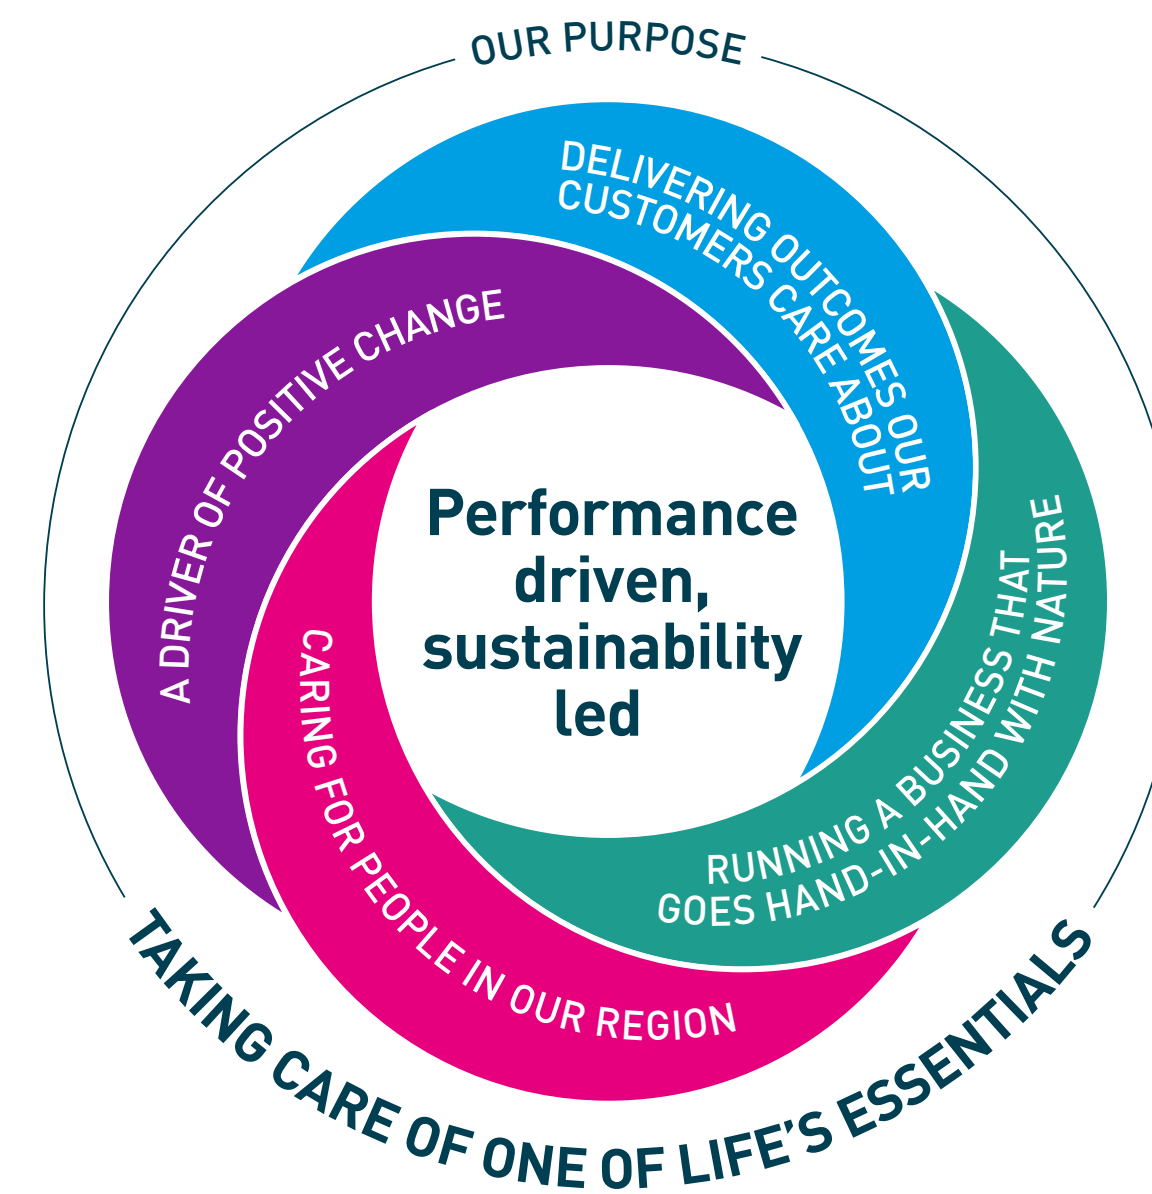 OUR PURPOSE
DELIVERING OUTCOMES OUR
CUSTOMERS CARE ABOUT
A DRIVER OF POSITIVE CHANGE
Performance
driven,
sustainability
led
RUNNING A BUSINESS THAT
GOES HAND-IN-HAND WITH NATURE
CARING FOR PEOPLE IN OUR REGION
TAKING CARE OF ONE OF LIFE’S ESSENTIALS